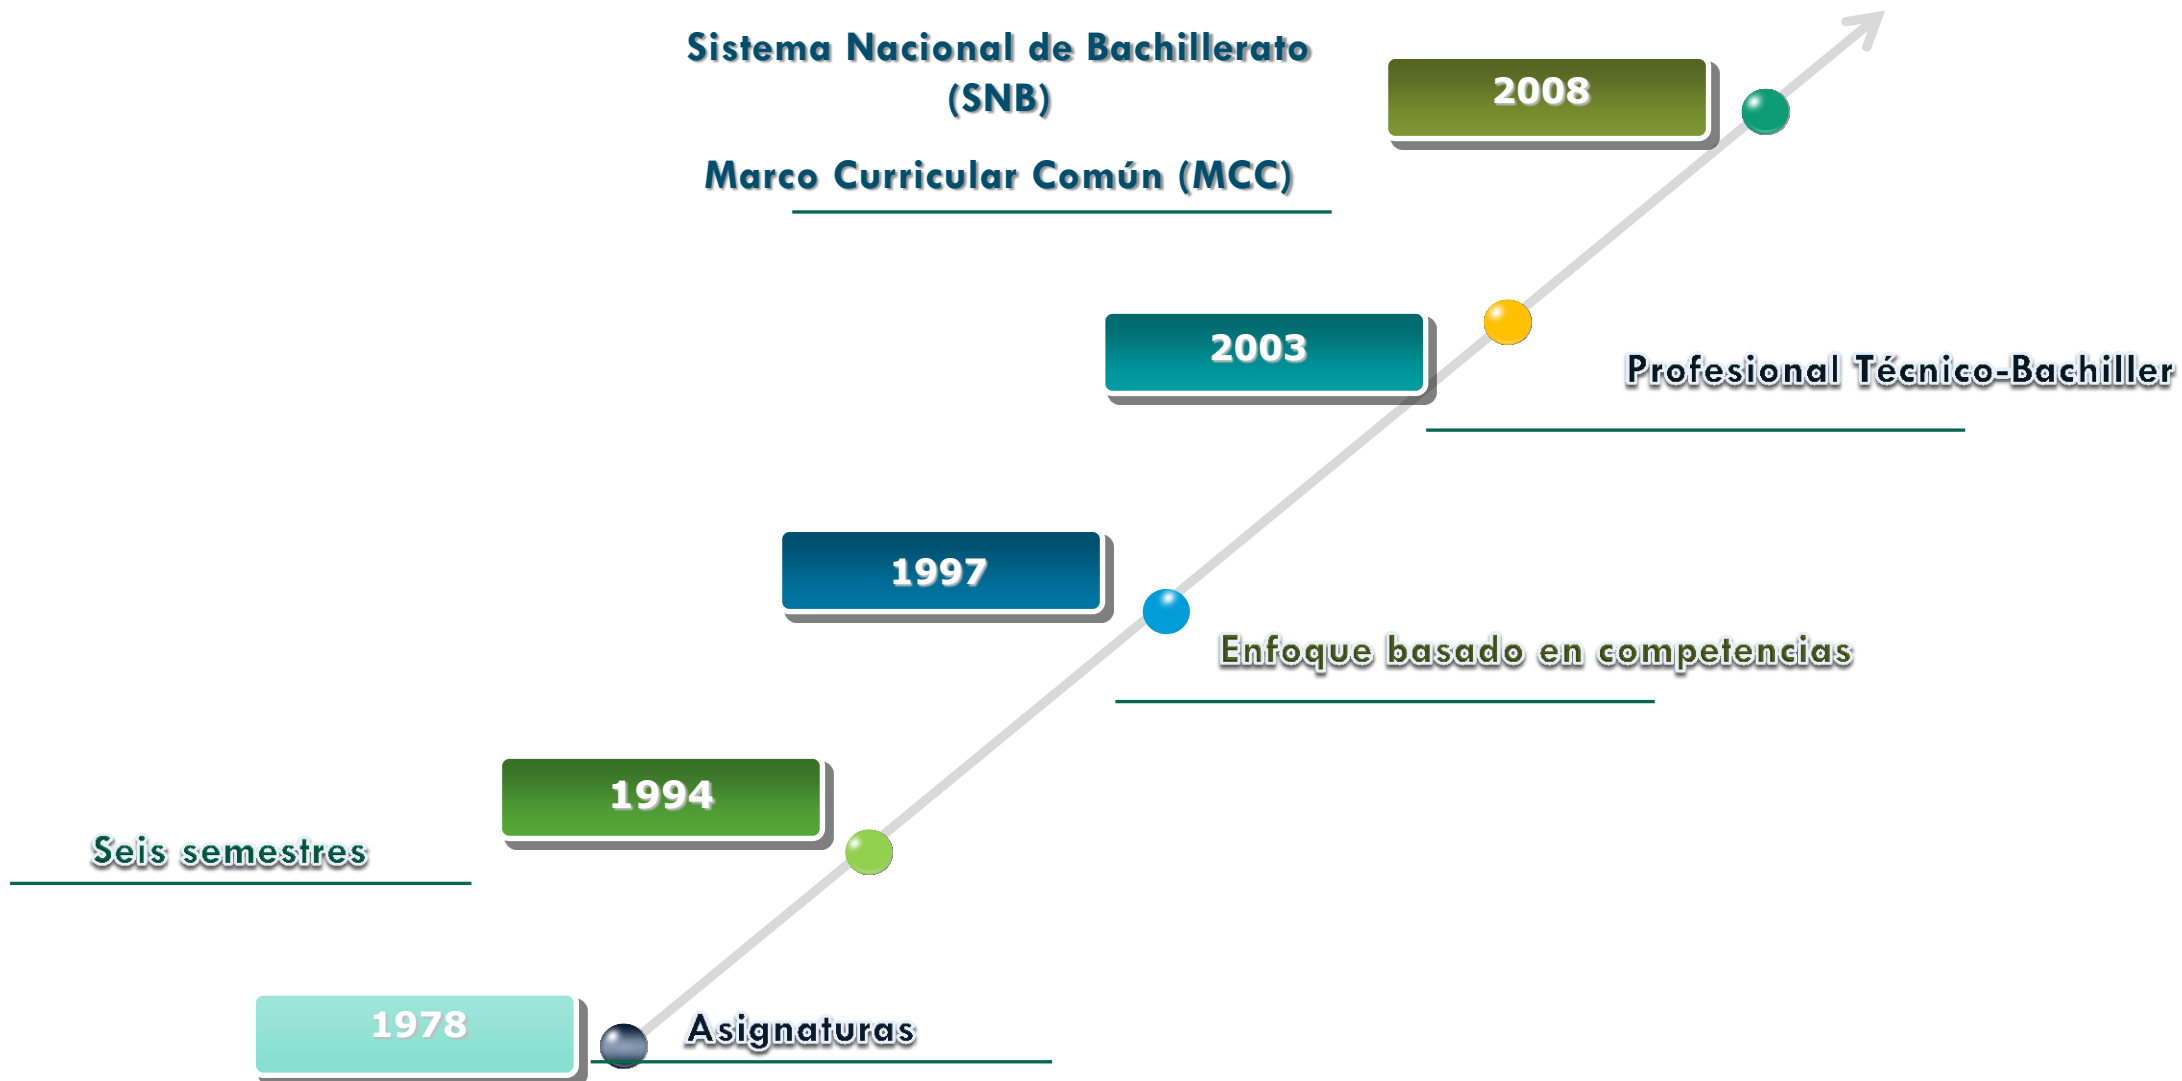 Sistema Nacional de Bachillerato
(SNB)
Marco Curricular Común (MCC)
2008
2003
Profesional Técnico-Bachiller
1997
Enfoque basado en competencias
1994
Seis semestres
1978
Asignaturas